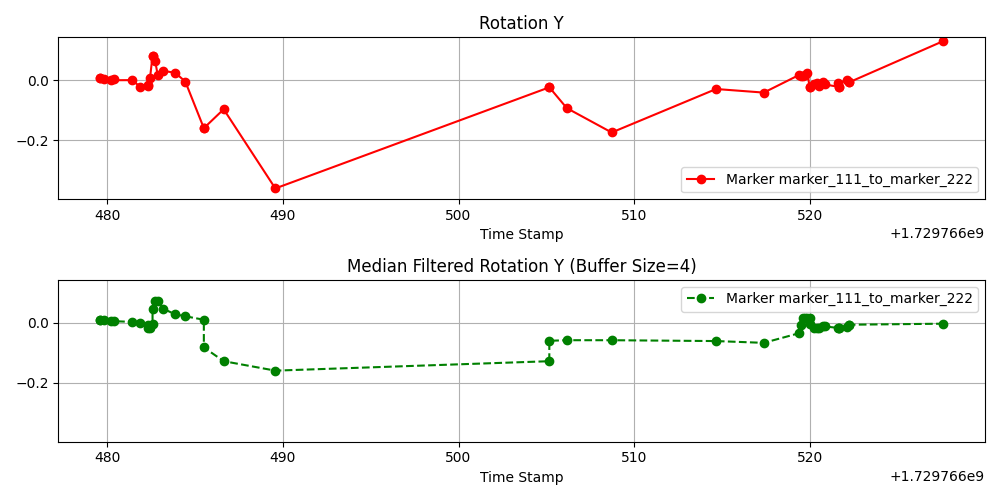 Rotation Y
0.0
−0.2
Marker marker_111_to_marker_222
480 490 500 510 520
Time Stamp
+1.729766e9
Median Filtered Rotation Y (Buffer Size=4)
Marker marker_111_to_marker_222
0.0
−0.2
480 490 500 510 520
Time Stamp
+1.729766e9